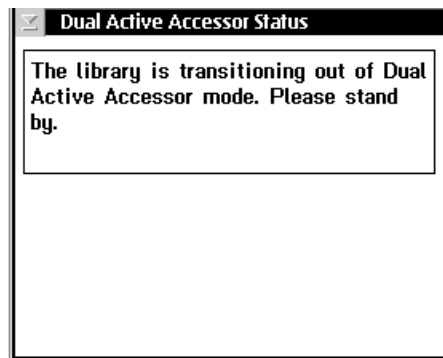 Dual Active Accessor Status
The library is transitioning out of Dual
Active Accessor mode. Please stand
by.